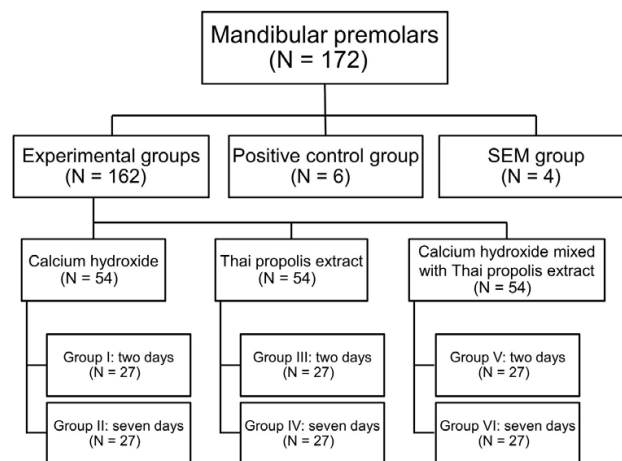 Mandibular premolars
(N = 172)
Experimental groups
(N = 162)
Positive control group
(N = 6)
SEM group
(N = 4)
Calcium hydroxide
(N = 54)
Thai propolis extract
(N = 54)
Calcium hydroxide mixed
with Thai propolis extract
(N = 54)
Group I: two days
(N = 27)
Group III: two days
(N = 27)
Group V: two days
(N = 27)
Group II: seven days
(N = 27)
Group IV: seven days
(N = 27)
Group VI: seven days
(N = 27)